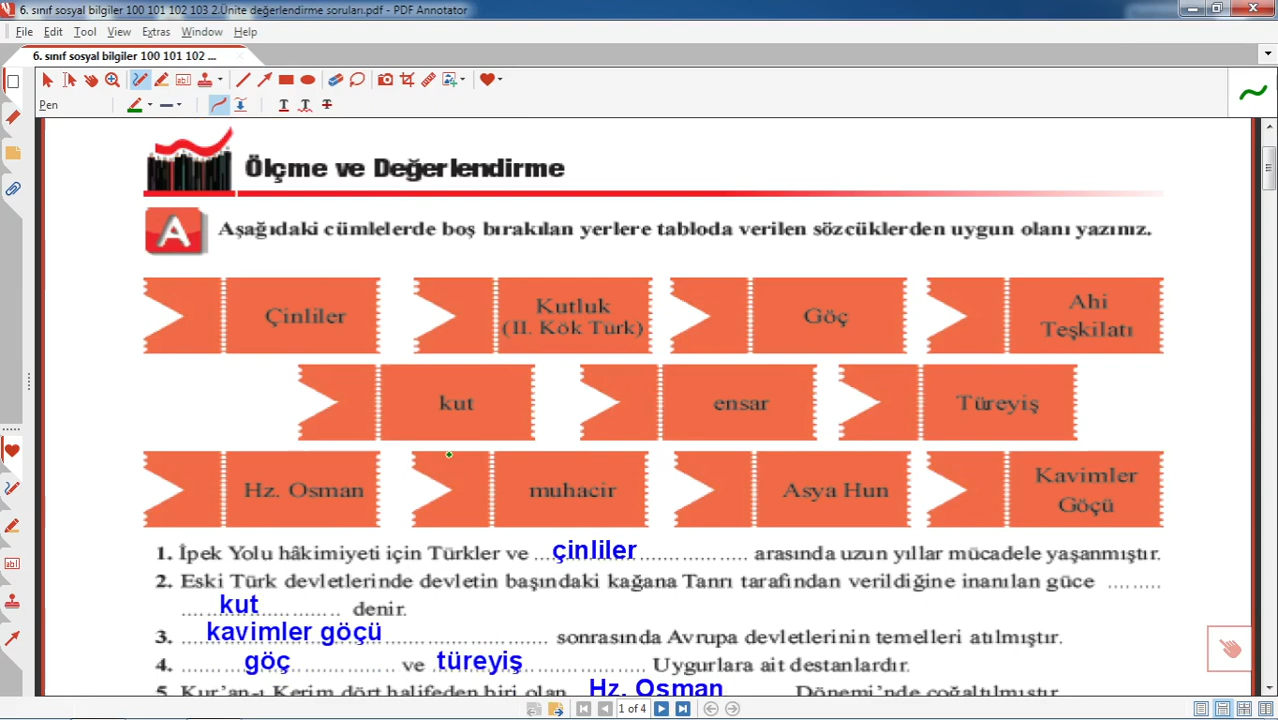 6. sınıf sosyal bilgiler 100 101 102 103 2.Ünite değerlendirme soruları.pdf - PDF Annotator
File Edit Tool View Extras Window Help
6. sınıf sosyal bilgiler 100 101 102 ...
Pen
Ölçme ve Değerlendirme
A Aşağıdaki cümlelerde boş bırakılan yerlere tabloda verilen sözcüklerden uygun olanı yazınız.
Çinliler
Kutluk
(II. Kök Türk)
Göç
Ahi
Teşkilatı
kut
ensar
Türeyiş
Hz. Osman
muhacir
Asya Hun
Kavimler
Göçü
1. İpek Yolu hâkimiyeti için Türkler ve ... çinliler ................... arasında uzun yıllar mücadele yaşanmıştır.
2. Eski Türk devletlerinde devletin başındaki kağana Tanrı tarafından verildiğine inanılan güce .........
...... kut ............... denir.
3. .... kavimler göçü .......................... sonrasında Avrupa devletlerinin temelleri atılmıştır.
4. .......... göç ................. ve türeyiş .................... Uygurlara ait destanlardır.
5. Kur'an-ı Kerim dört halifeden biri olan Hz. Osman Dönemi'nde çoğaltılmıştır
1 of 4